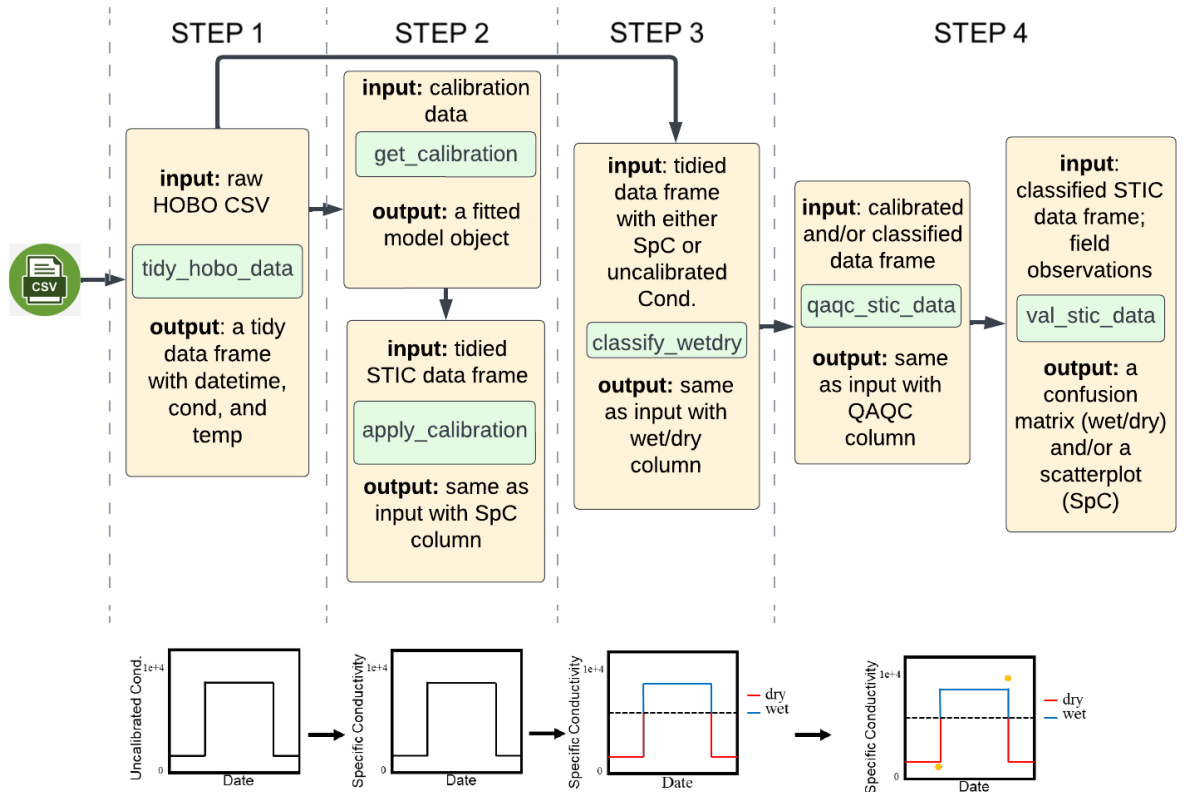 STEP 1
STEP 2
STEP 3
STEP 4
CSV
input: raw
HOBO CSV
tidy_hobo_data
output: a tidy
data frame
with datetime,
cond, and
temp
input: calibration
data
get_calibration
output: a fitted
model object
input: tidied
STIC data frame
apply_calibration
output: same as
input with SpC
column
input: tidied
data frame
with either
SpC or
uncalibrated
Cond.
classify_wetdry
output: same
as input with
wet/dry
column
input: calibrated
and/or classified
data frame
qaqc_stic_data
output: same
as input with
QAQC
column
input:
classified STIC
data frame;
field
observations
val_stic_data
output: a
confusion
matrix (wet/dry)
and/or a
scatterplot
(SpC)
Uncalibrated Cond.
1e+4
0
Date
Specific Conductivity
1e+4
0
Date
Specific Conductivity
1e+4
0
Date
dry
wet
Specific Conductivity
1e+4
0
Date
dry
wet